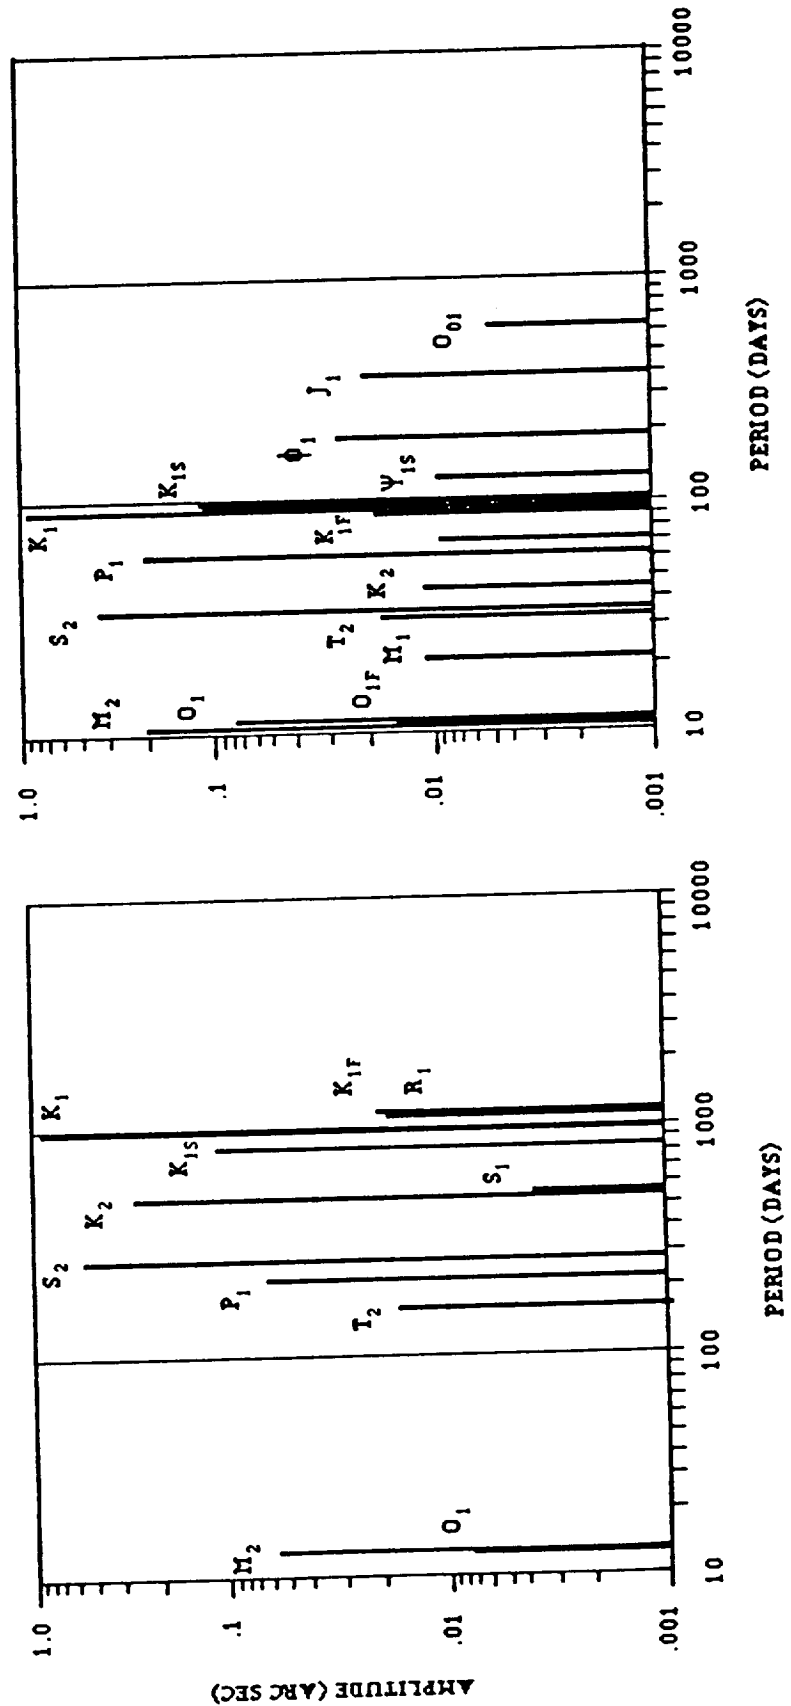 AMPLITUDE (ARC SEC)
1.0
.1
.01
.001
M₂
O₁
T₂
P₁
S₂
K₂
S₁
K₁S
K₁
K₁F
R₁
10
100
1000
10000
PERIOD (DAYS)
1.0
.1
.01
.001
M₂
O₁
O₁F
M₁
T₂
S₂
K₂
P₁
K₁F
K₁
K₁S
Ψ₁S
φ₁
J₁
O₀₁
10
100
1000
10000
PERIOD (DAYS)